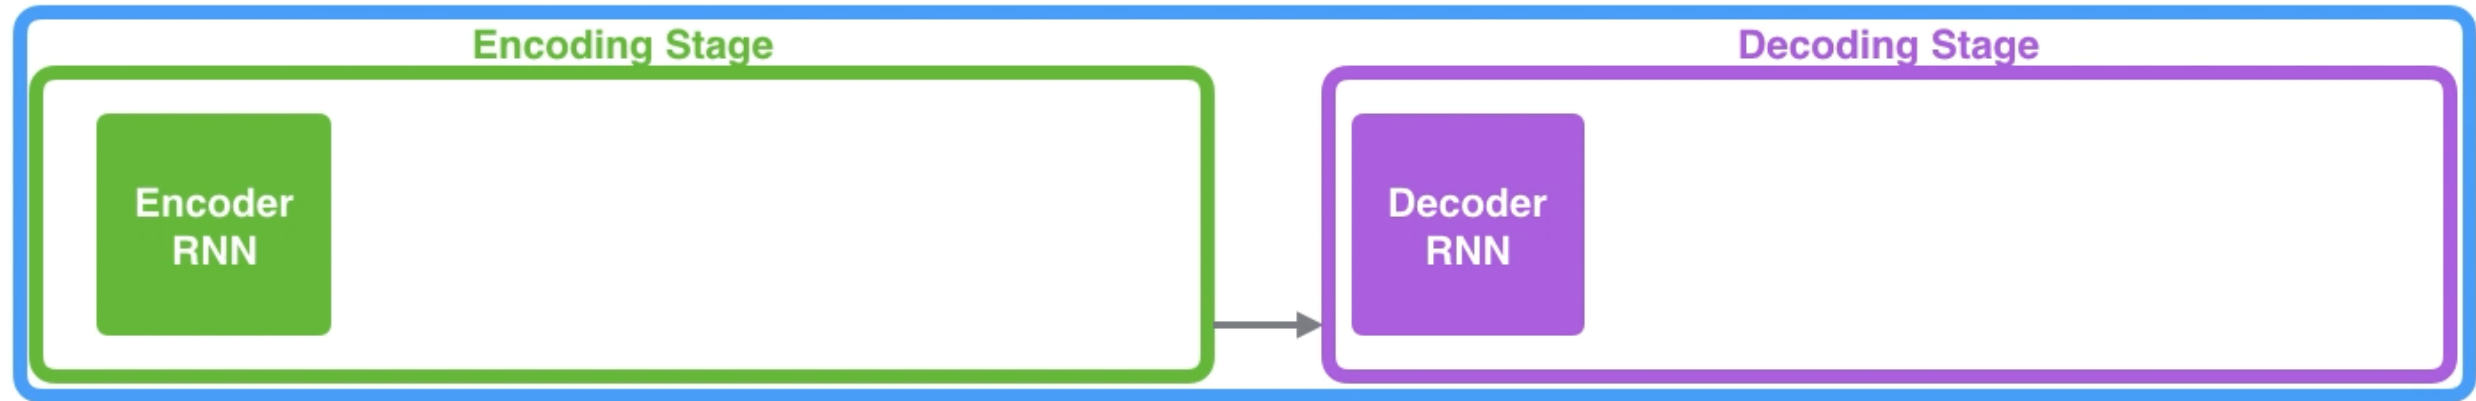 Encoding Stage
Decoding Stage
Encoder
RNN
Decoder
RNN